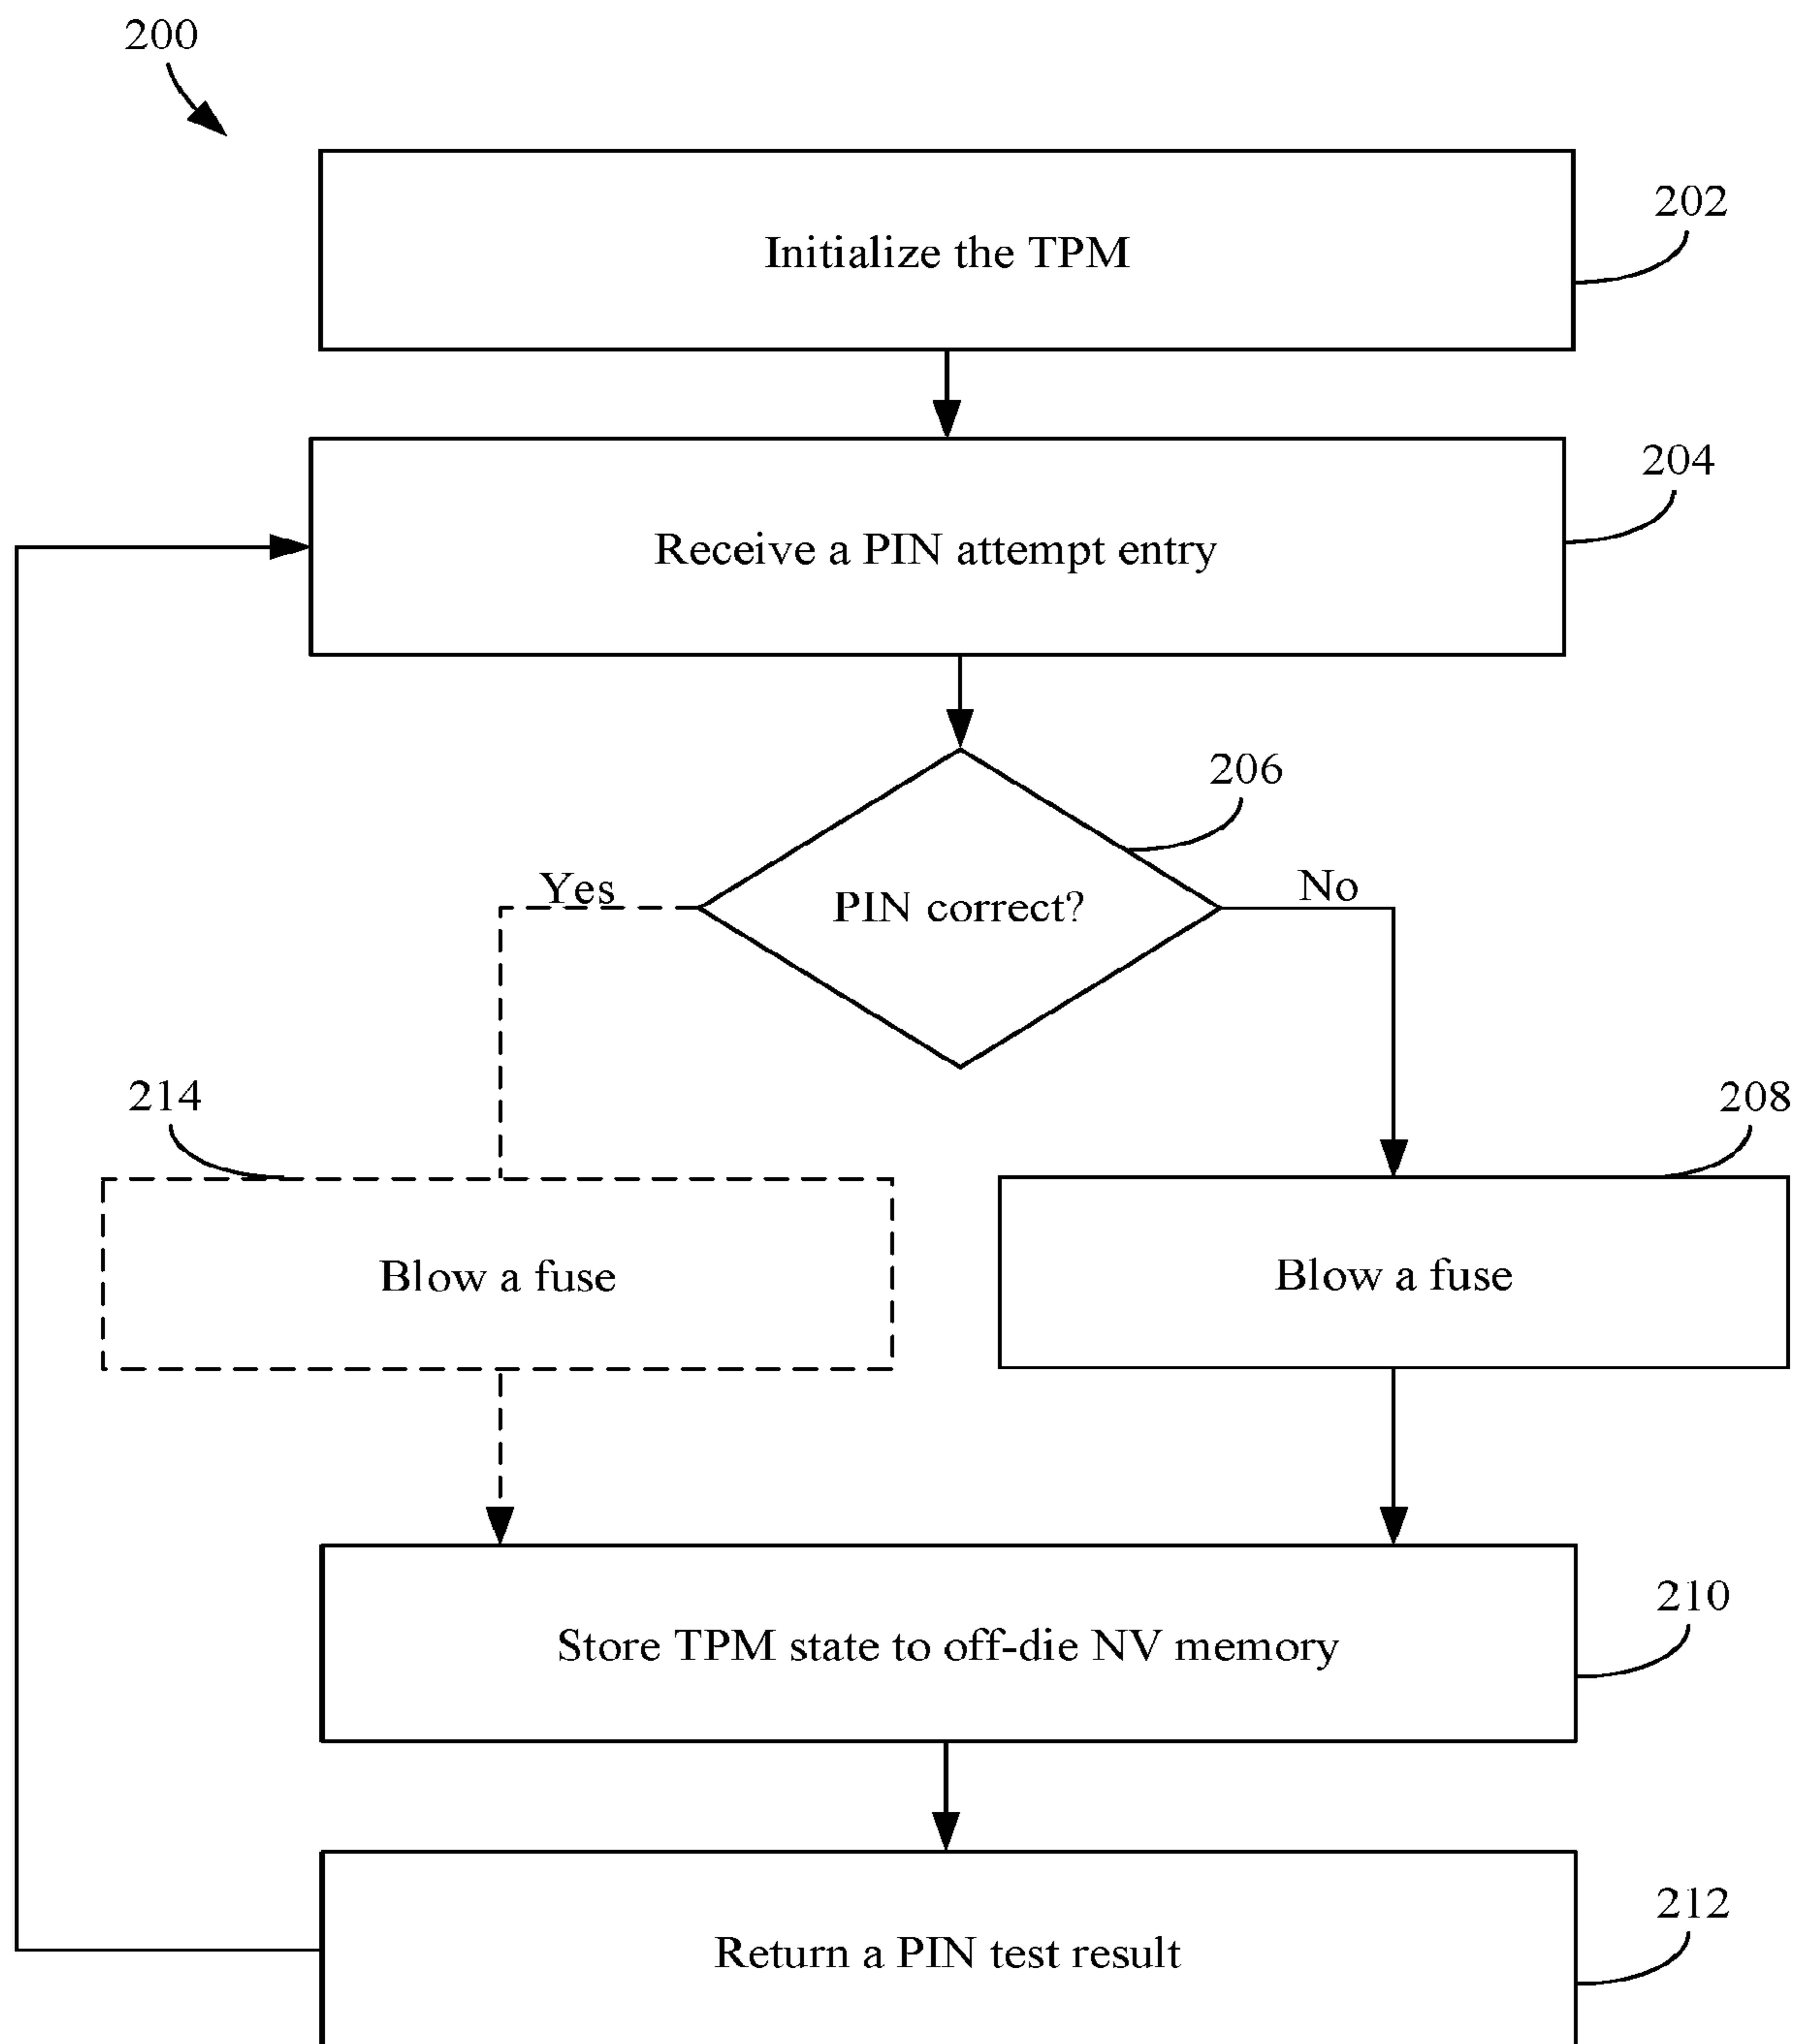 200
202
Initialize the TPM
204
Receive a PIN attempt entry
206
Yes
No
PIN correct?
214
208
Blow a fuse
Blow a fuse
210
Store TPM state to off-die NV memory
212
Return a PIN test result